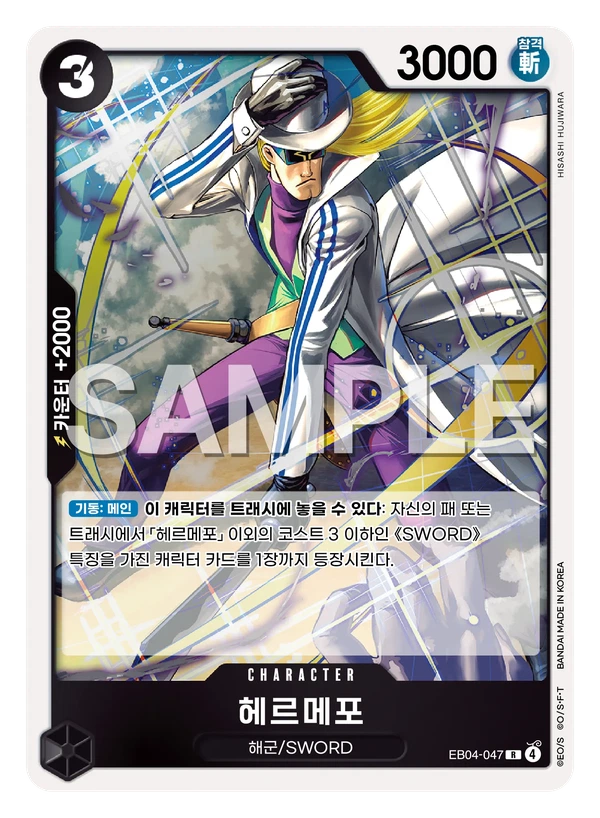 3
3000
참격
斬
HISASHI HUJIWARA
카운터 +2000
SAMPLE
기동: 메인 이 캐릭터를 트래시에 놓을 수 있다: 자신의 패 또는
트래시에서 「헤르메포」 이외의 코스트 3 이하인 《SWORD》
특징을 가진 캐릭터 카드를 1장까지 등장시킨다.
CHARACTER
헤르메포
해군/SWORD
EB04-047 R 4
©EO/S ©O/S·F·T BANDAI MADE IN KOREA